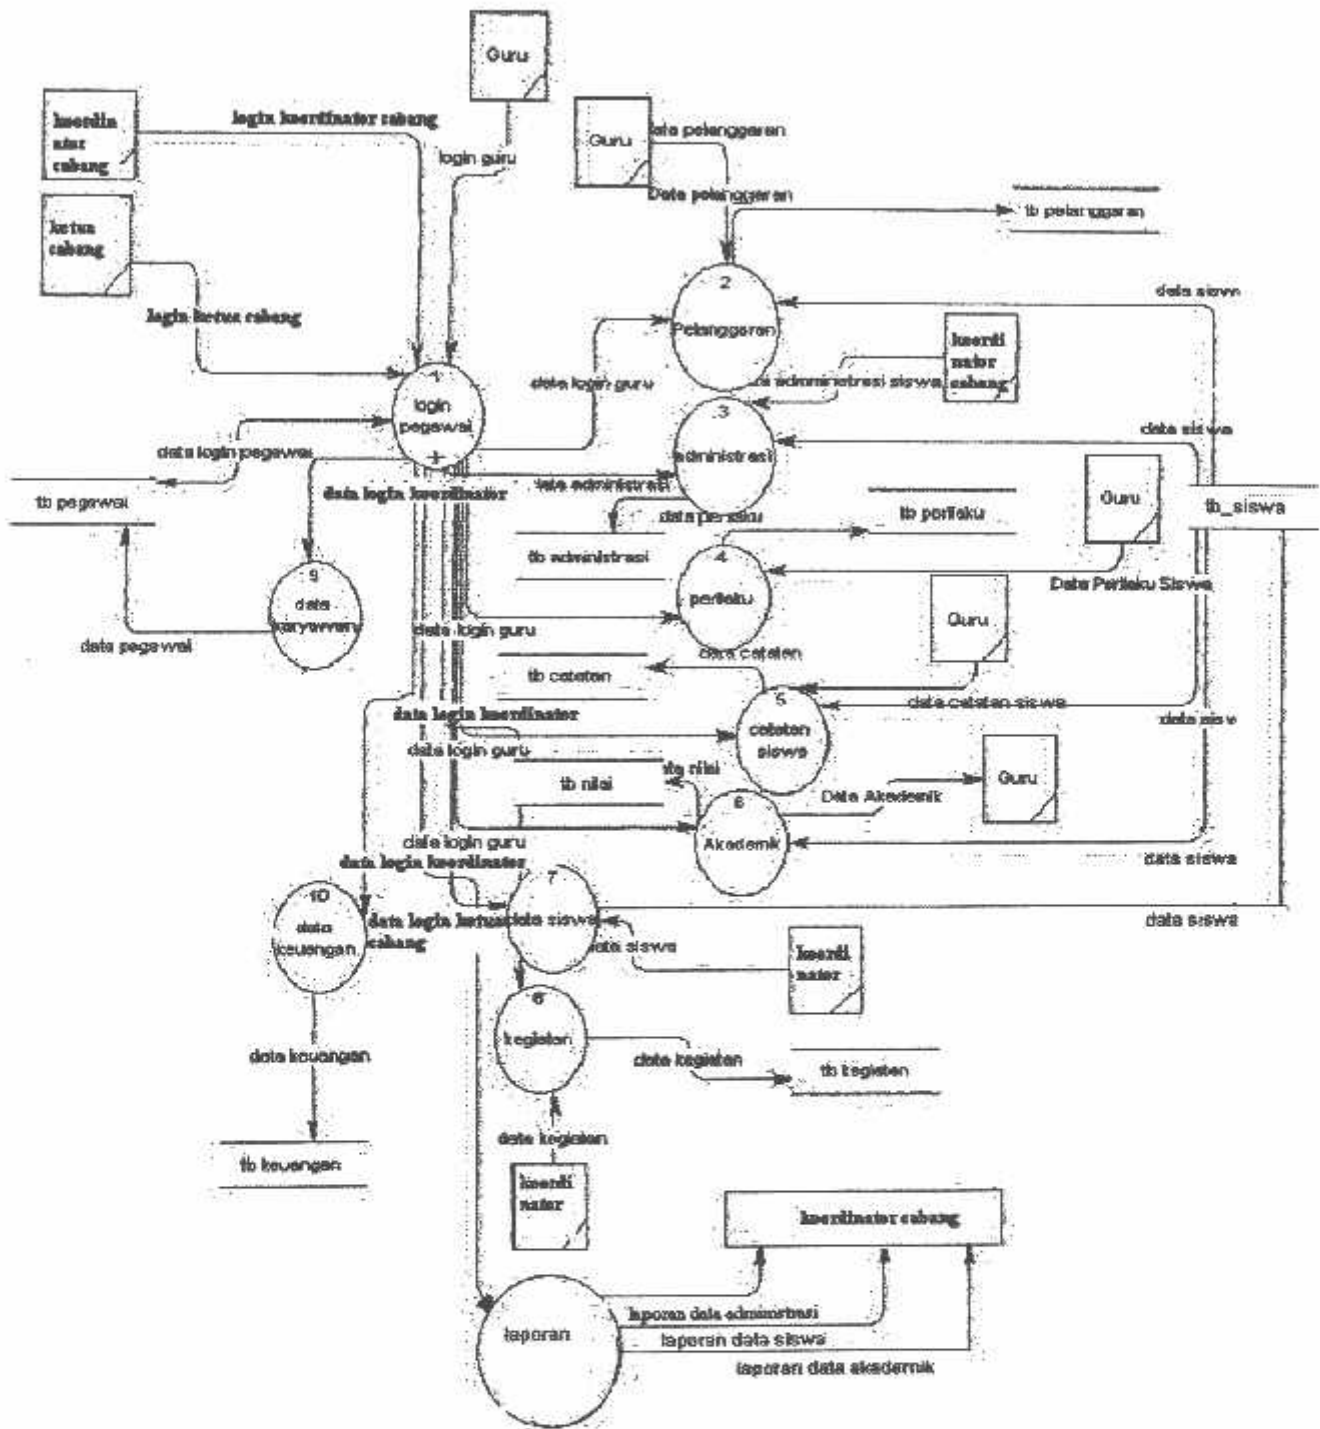 Guru
koordin
ator
cabang
login koordinator cabang
login guru
Guru
data pelanggaran
Data pelanggaran
tb pelanggaran
ketua
cabang
login ketua cabang
2
Pelanggaran
data siswa
koordi
nator
cabang
data login guru
data administrasi siswa
1
login
pegawai
+
3
administrasi
data siswa
data login pegawai
tb pegawai
data login koordinator
data administrasi
data perilaku
tb perilaku
Guru
tb_siswa
tb administrasi
4
perilaku
Data Perilaku Siswa
9
data
karyawan
data pegawai
data login guru
Guru
data catatan
tb catatan
5
catatan
siswa
data catatan siswa
data login koordinator
data login guru
data sisw
tb nilai
data nilai
Data Akademik
Guru
6
Akademik
data login guru
data login koordinator
data siswa
7
data siswa
10
data
keuangan
data login ketua
cabang
data siswa
data siswa
koordi
nator
kegiatan
data kegiatan
tb kegiatan
data keuangan
data kegiatan
tb keuangan
koordi
nator
koordinator cabang
laporan
laporan data administrasi
laporan data siswa
laporan data akademik